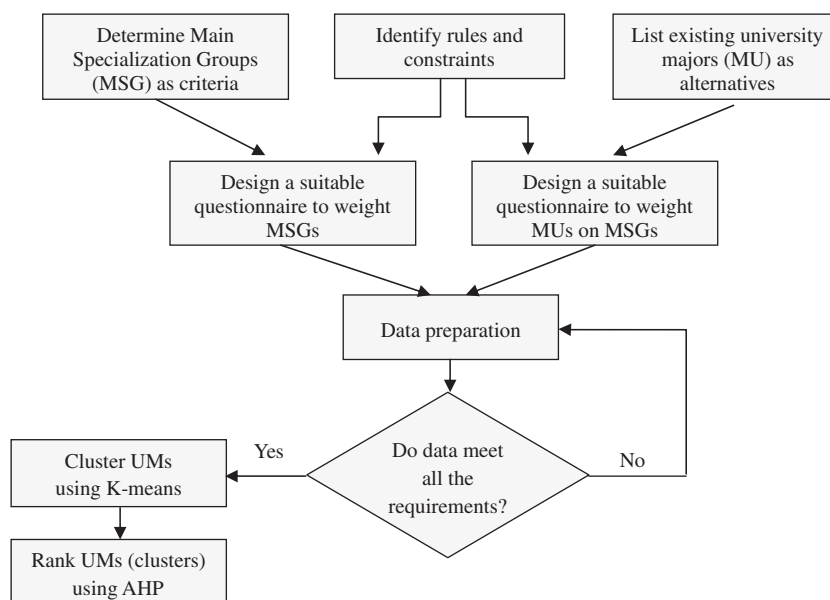 Determine Main
Specialization Groups
(MSG) as criteria
Identify rules and
constraints
List existing university
majors (MU) as
alternatives
Design a suitable
questionnaire to weight
MSGs
Design a suitable
questionnaire to weight
MUs on MSGs
Data preparation
Do data meet
all the
requirements?
Yes
No
Cluster UMs
using K-means
Rank UMs (clusters)
using AHP